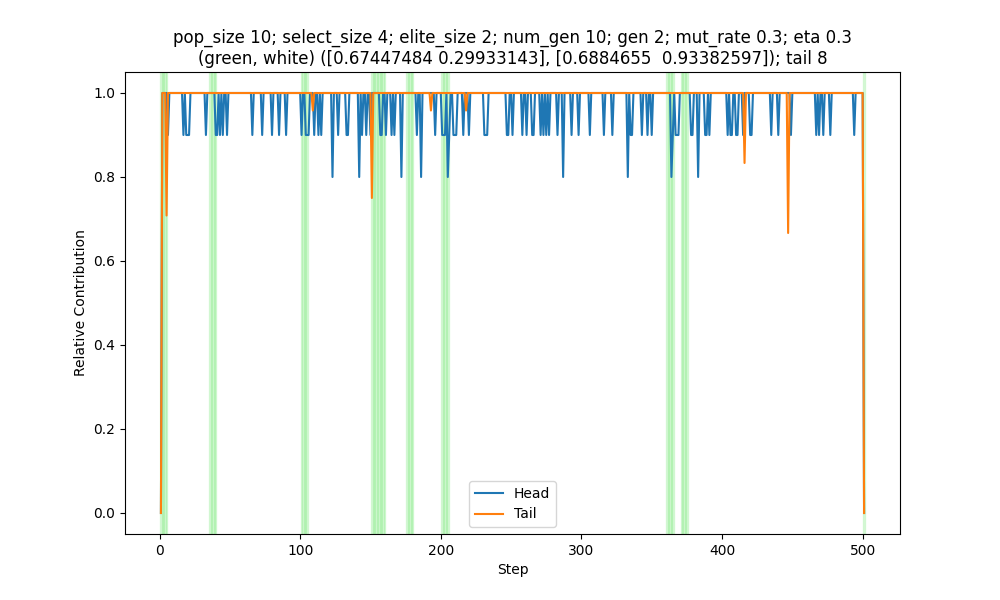 pop_size 10; select_size 4; elite_size 2; num_gen 10; gen 2; mut_rate 0.3; eta 0.3
(green, white) ([0.67447484 0.29933143], [0.6884655  0.93382597]); tail 8
1.0
0.8
0.6
0.4
0.2
0.0
Relative Contribution
Head
Tail
0 100 200 300 400 500
Step